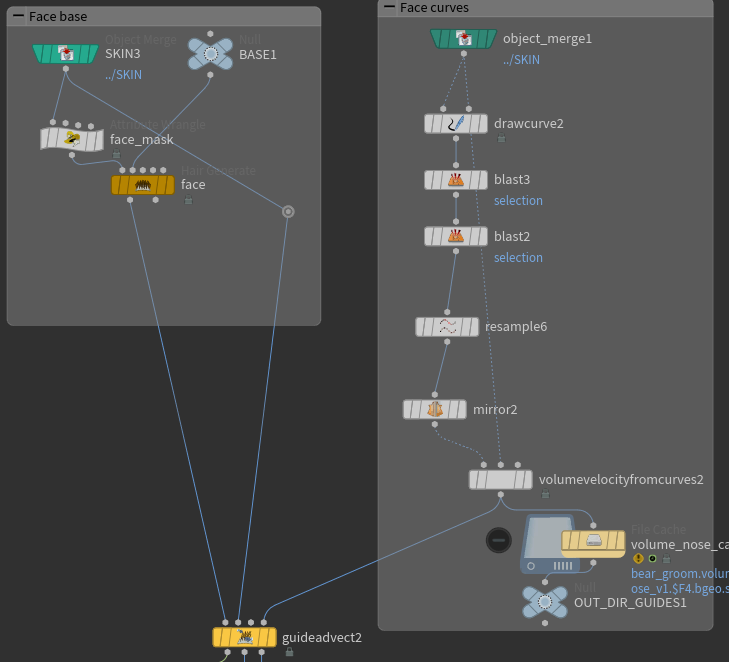 Face base
Object Merge
SKIN3
../SKIN
Null
BASE1
Attribute Wrangle
face_mask
Hair Generate
face
Face curves
object_merge1
../SKIN
drawcurve2
blast3
selection
blast2
selection
resample6
mirror2
volumevelocityfromcurves2
File Cache
volume_nose_ca
bear_groom.volur
ose_v1.$F4.bgeo.s
Null
OUT_DIR_GUIDES1
guideadvect2